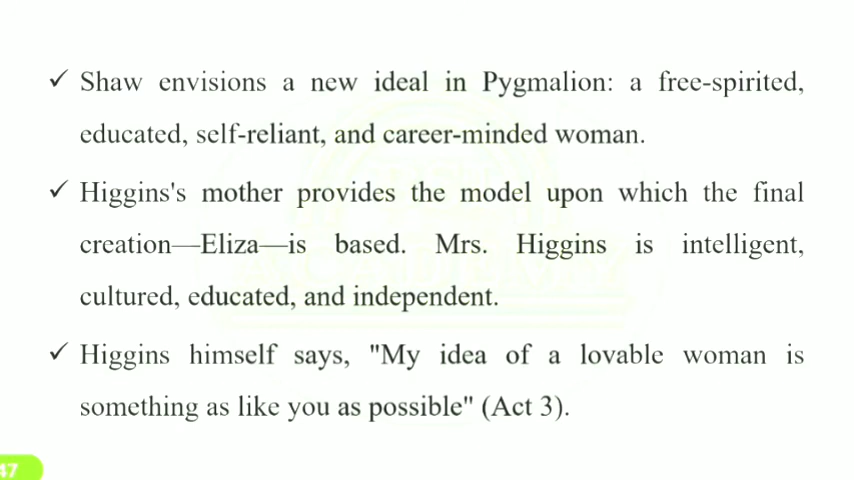 ✓ Shaw envisions a new ideal in Pygmalion: a free-spirited,
educated, self-reliant, and career-minded woman.
✓ Higgins's mother provides the model upon which the final
creation—Eliza—is based. Mrs. Higgins is intelligent,
cultured, educated, and independent.
✓ Higgins himself says, "My idea of a lovable woman is
something as like you as possible" (Act 3).
47